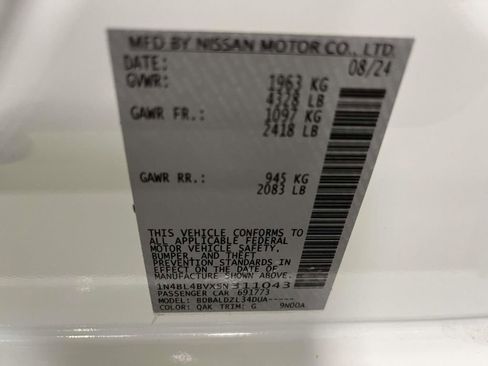 MFD BY NISSAN MOTOR CO., LTD.
DATE: 08/24
GVWR: 1963 KG
4328 LB
GAWR FR.: 1097 KG
2418 LB
GAWR RR.: 945 KG
2083 LB
THIS VEHICLE CONFORMS TO
ALL APPLICABLE FEDERAL
MOTOR VEHICLE SAFETY,
BUMPER, AND THEFT
PREVENTION STANDARDS IN
EFFECT ON THE DATE OF
MANUFACTURE SHOWN ABOVE.
1N4BL4BVXSN311043
PASSENGER CAR 691773
MODEL: BDBALDZL34DUA-----
COLOR: QAK TRIM: G 9N00A